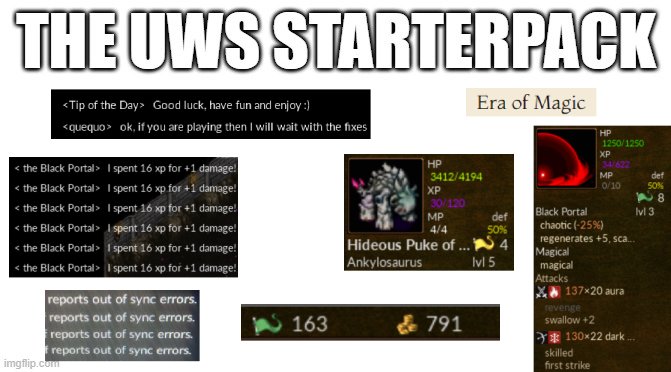 THE UWS STARTERPACK
<Tip of the Day> Good luck, have fun and enjoy :)
<quequo> ok, if you are playing then I will wait with the fixes
Era of Magic
< the Black Portal> I spent 16 xp for +1 damage!
< the Black Portal> I spent 16 xp for +1 damage!
< the Black Portal> I spent 16 xp for +1 damage!
< the Black Portal> I spent 16 xp for +1 damage!
< the Black Portal> I spent 16 xp for +1 damage!
< the Black Portal> I spent 16 xp for +1 damage!
HP
3412/4194
XP
30/120
MP def
4/4 50%
Hideous Puke of ... 4
Ankylosaurus lvl 5
HP
1250/1250
XP
34/622
MP def
0/10 50%
8
Black Portal lvl 3
chaotic (-25%)
regenerates +5, sca...
Magical
magical
Attacks
137×20 aura
revenge
swallow +2
130×22 dark ...
skilled
first strike
reports out of sync errors.
reports out of sync errors.
f reports out of sync errors.
f reports out of sync errors.
163 791
imgflip.com